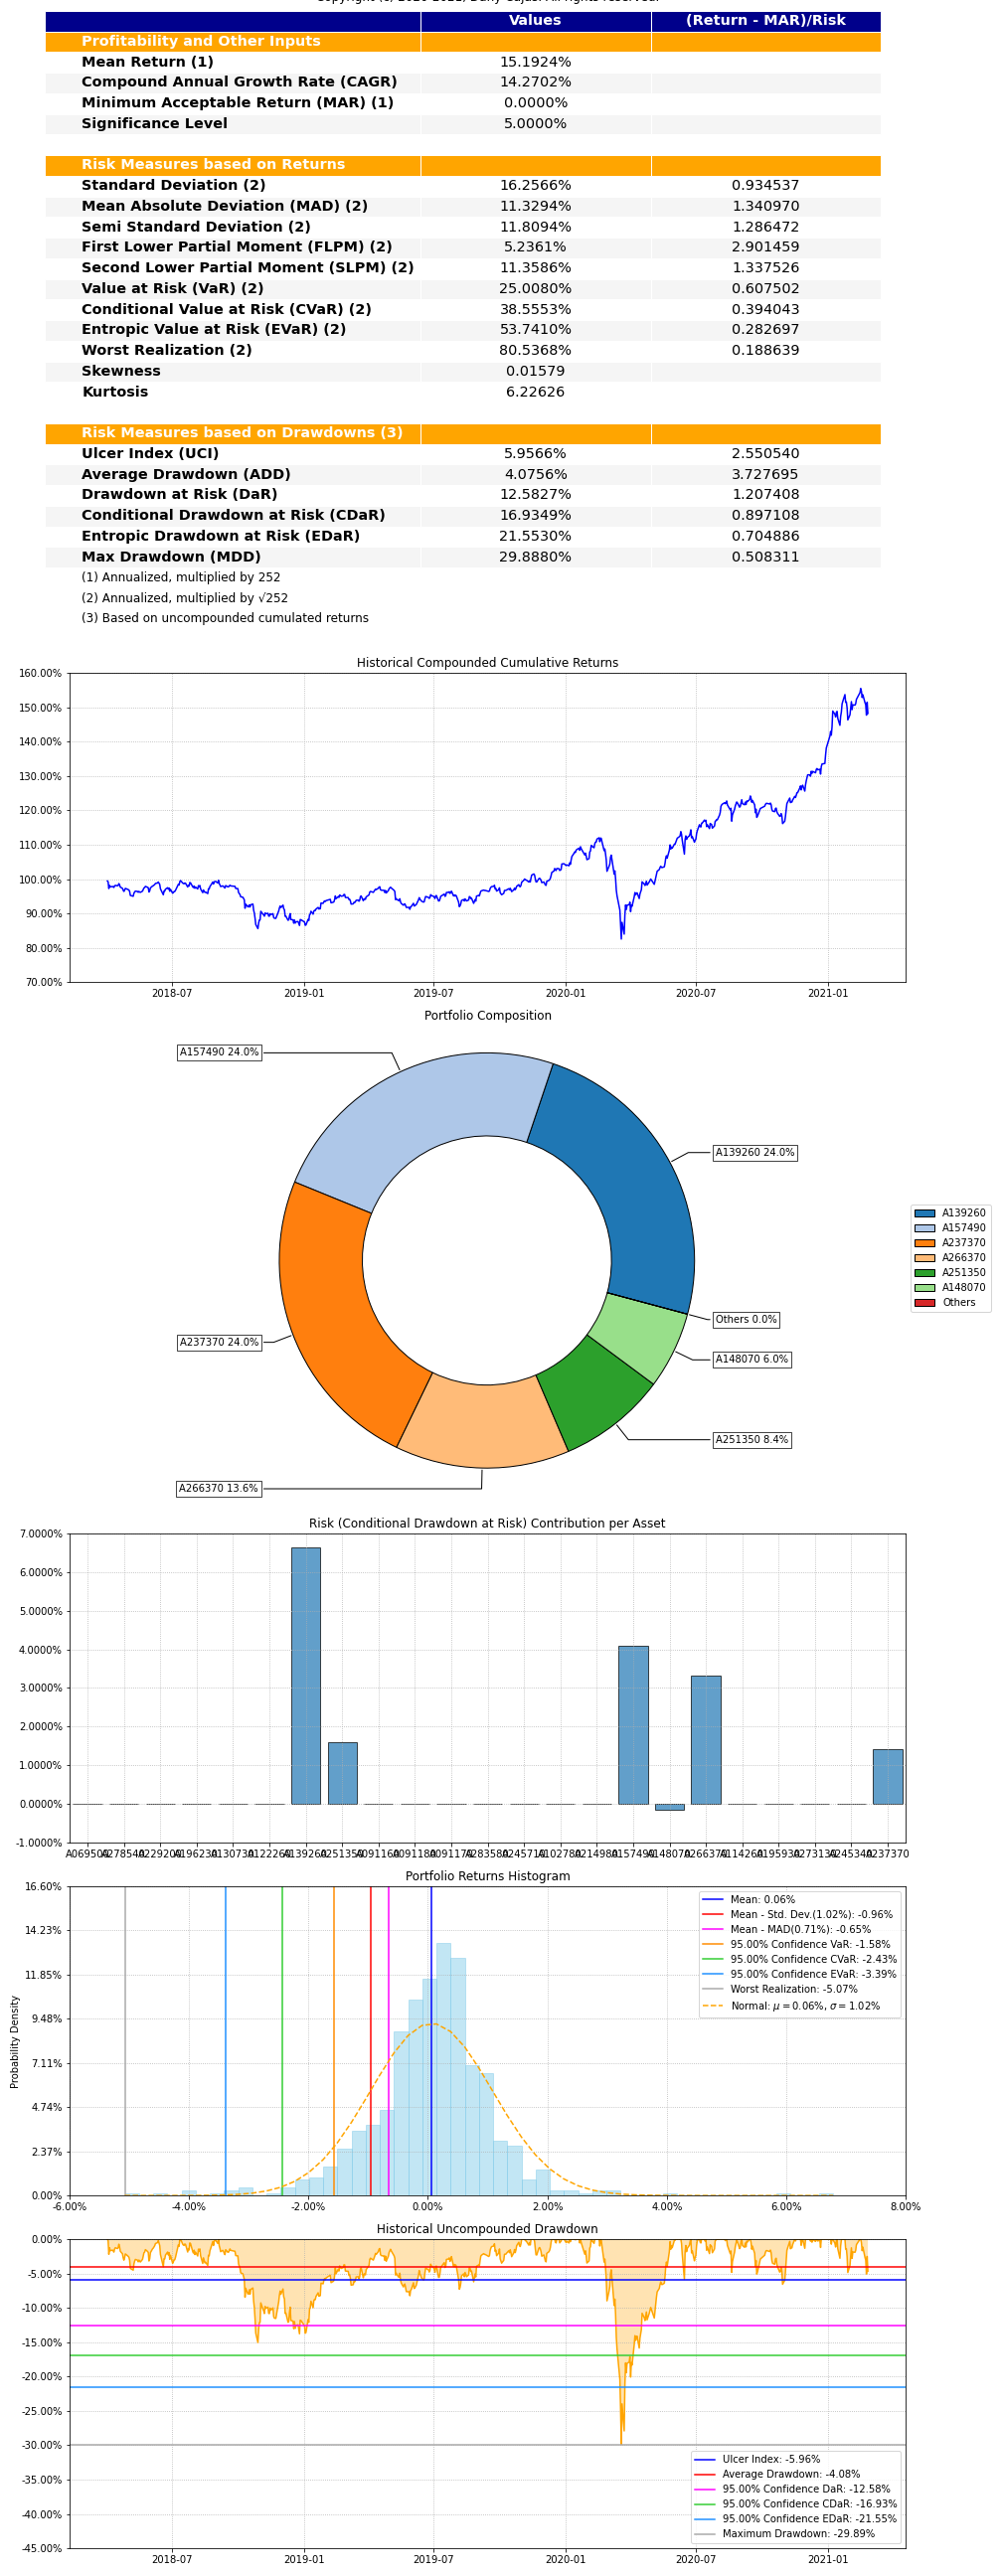 Values (Return - MAR)/Risk
Profitability and Other Inputs
Mean Return (1) 15.1924%
Compound Annual Growth Rate (CAGR) 14.2702%
Minimum Acceptable Return (MAR) (1) 0.0000%
Significance Level 5.0000%
Risk Measures based on Returns
Standard Deviation (2) 16.2566% 0.934537
Mean Absolute Deviation (MAD) (2) 11.3294% 1.340970
Semi Standard Deviation (2) 11.8094% 1.286472
First Lower Partial Moment (FLPM) (2) 5.2361% 2.901459
Second Lower Partial Moment (SLPM) (2) 11.3586% 1.337526
Value at Risk (VaR) (2) 25.0080% 0.607502
Conditional Value at Risk (CVaR) (2) 38.5553% 0.394043
Entropic Value at Risk (EVaR) (2) 53.7410% 0.282697
Worst Realization (2) 80.5368% 0.188639
Skewness 0.01579
Kurtosis 6.22626
Risk Measures based on Drawdowns (3)
Ulcer Index (UCI) 5.9566% 2.550540
Average Drawdown (ADD) 4.0756% 3.727695
Drawdown at Risk (DaR) 12.5827% 1.207408
Conditional Drawdown at Risk (CDaR) 16.9349% 0.897108
Entropic Drawdown at Risk (EDaR) 21.5530% 0.704886
Max Drawdown (MDD) 29.8880% 0.508311
(1) Annualized, multiplied by 252
(2) Annualized, multiplied by √252
(3) Based on uncompounded cumulated returns
Historical Compounded Cumulative Returns
160.00%
150.00%
140.00%
130.00%
120.00%
110.00%
100.00%
90.00%
80.00%
70.00%
2018-07 2019-01 2019-07 2020-01 2020-07 2021-01
Portfolio Composition
A157490 24.0%
A139260 24.0%
A237370 24.0%
A266370 13.6%
Others 0.0%
A148070 6.0%
A251350 8.4%
A139260
A157490
A237370
A266370
A251350
A148070
Others
Risk (Conditional Drawdown at Risk) Contribution per Asset
7.0000%
6.0000%
5.0000%
4.0000%
3.0000%
2.0000%
1.0000%
0.0000%
-1.0000%
A237370
Portfolio Returns Histogram
Probability Density
16.60%
14.23%
11.85%
9.48%
7.11%
4.74%
2.37%
0.00%
-6.00% -4.00% -2.00% 0.00% 2.00% 4.00% 6.00% 8.00%
Mean: 0.06%
Mean - Std. Dev.(1.02%): -0.96%
Mean - MAD(0.71%): -0.65%
95.00% Confidence VaR: -1.58%
95.00% Confidence CVaR: -2.43%
95.00% Confidence EVaR: -3.39%
Worst Realization: -5.07%
Normal: μ = 0.06%, σ = 1.02%
Historical Uncompounded Drawdown
0.00%
-5.00%
-10.00%
-15.00%
-20.00%
-25.00%
-30.00%
-35.00%
-40.00%
-45.00%
Ulcer Index: -5.96%
Average Drawdown: -4.08%
95.00% Confidence DaR: -12.58%
95.00% Confidence CDaR: -16.93%
95.00% Confidence EDaR: -21.55%
Maximum Drawdown: -29.89%
2018-07 2019-01 2019-07 2020-01 2020-07 2021-01